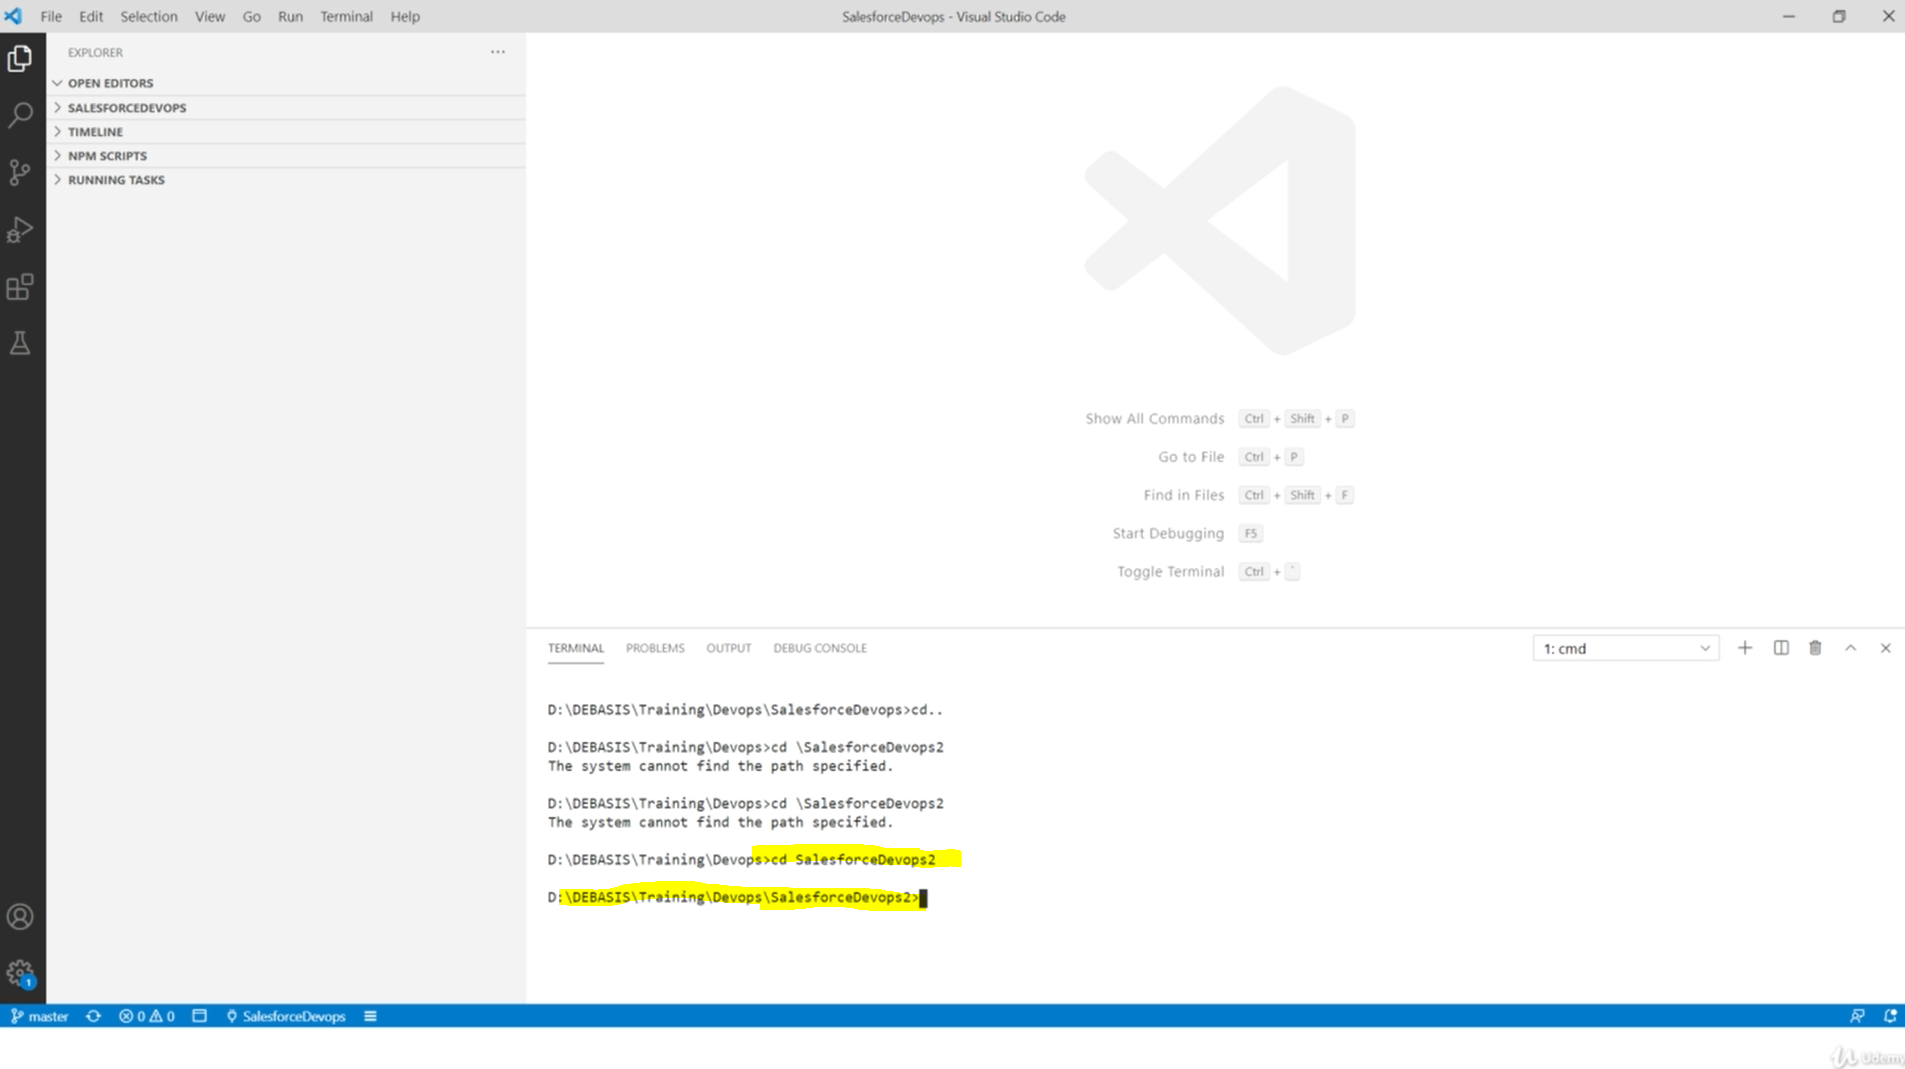 File Edit Selection View Go Run Terminal Help
SalesforceDevops - Visual Studio Code
EXPLORER
OPEN EDITORS
SALESFORCEDEVOPS
TIMELINE
NPM SCRIPTS
RUNNING TASKS
Show All Commands Ctrl + Shift + P
Go to File Ctrl + P
Find in Files Ctrl + Shift + F
Start Debugging F5
Toggle Terminal Ctrl + `
TERMINAL PROBLEMS OUTPUT DEBUG CONSOLE
1: cmd
D:\DEBASIS\Training\Devops\SalesforceDevops>cd..
D:\DEBASIS\Training\Devops>cd \SalesforceDevops2
The system cannot find the path specified.
D:\DEBASIS\Training\Devops>cd \SalesforceDevops2
The system cannot find the path specified.
D:\DEBASIS\Training\Devops>cd SalesforceDevops2
D:\DEBASIS\Training\Devops\SalesforceDevops2>
1
master 0 0 SalesforceDevops
Udemy